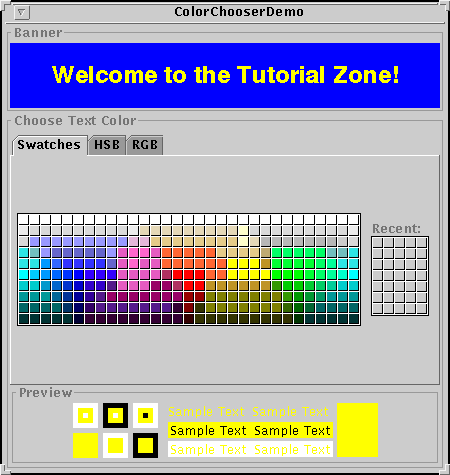 ColorChooserDemo
Banner
Welcome to the Tutorial Zone!
Choose Text Color
Swatches HSB RGB
Recent:
Preview
Sample Text Sample Text
Sample Text Sample Text
Sample Text Sample Text